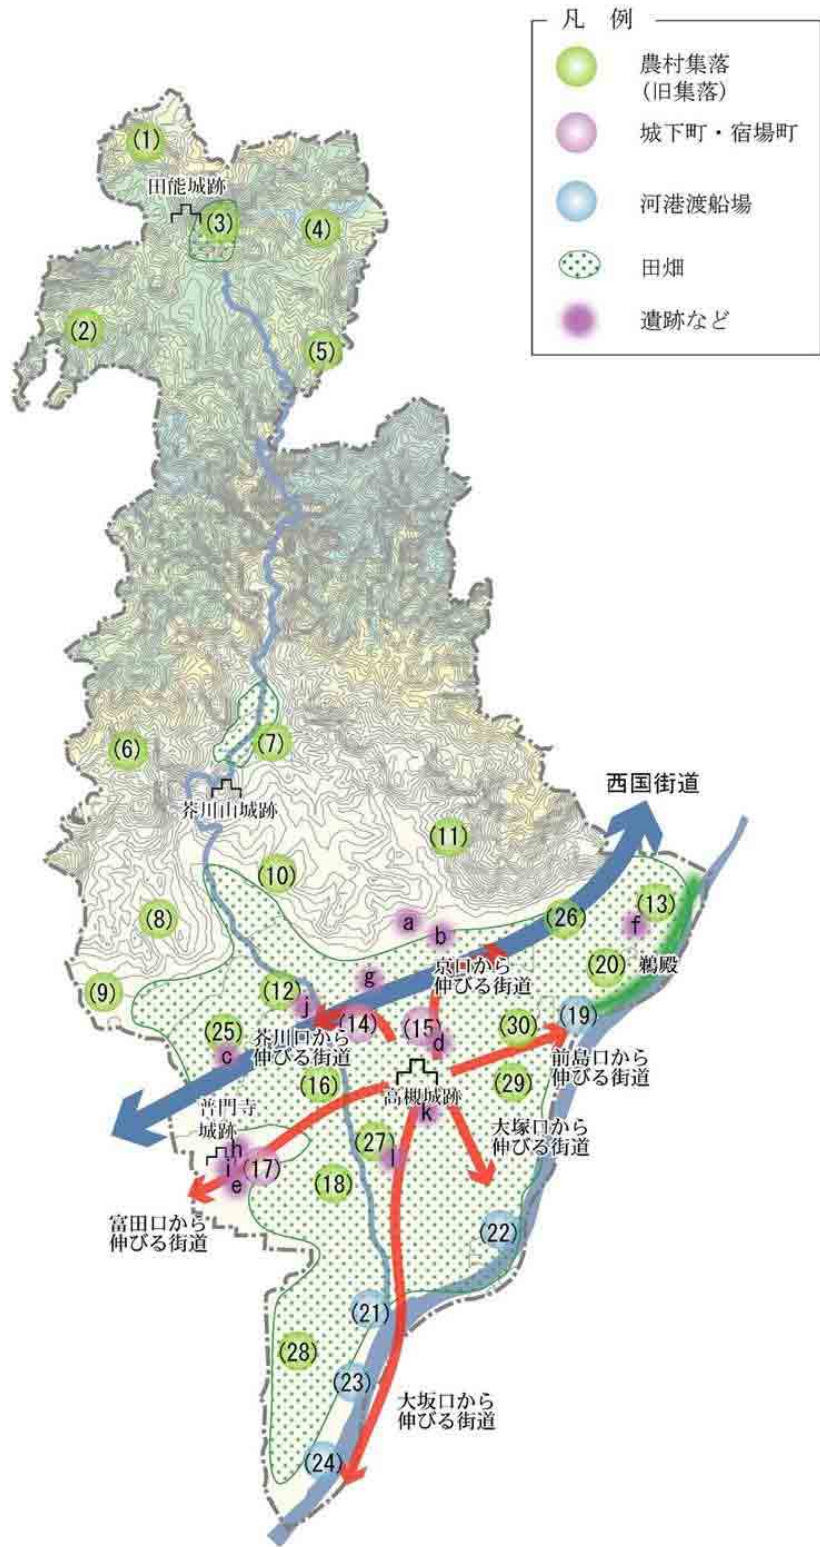 凡 例
農村集落
(旧集落)
城下町・宿場町
河港渡船場
田畑
遺跡など
(1)
田能城跡
(3)
(4)
(2)
(5)
(6)
(7)
芥川山城跡
西国街道
(11)
(10)
(8)
(13)
(26)
a
b
f
(9)
京口から
伸びる街道
(20)
鵜殿
g
(12)
j
(14)
(15)
(30)
(19)
(25)
芥川口から
伸びる街道
d
前島口から
伸びる街道
c
(16)
高槻城跡
(29)
k
大塚口から
伸びる街道
普門寺
城跡
h
i
(17)
e
(27)
l
(18)
富田口から
伸びる街道
(22)
(21)
(28)
(23)
大坂口から
伸びる街道
(24)